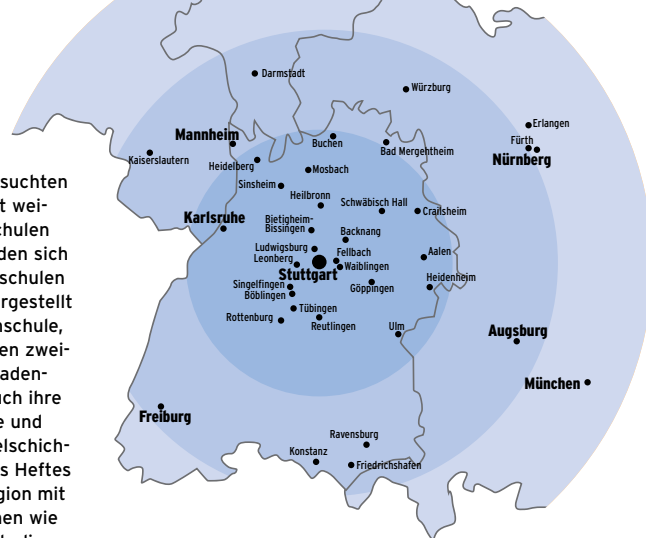 suchten
t wei-
chulen
den sich
schulen
rgestellt
nschule,
en zwei-
aden-
uch ihre
e und
elschich-
s Heftes
gion mit
nen wie
Darmstadt
Würzburg
Erlangen
Fürth
Nürnberg
Mannheim
Kaiserslautern
Heidelberg
Buchen
Bad Mergehtheim
Mosbach
Sinsheim
Heilbronn
Schwäbisch Hall
Crailsheim
Karlsruhe
Bietigheim-
Bissingen
Backnang
Ludwigsburg
Leonberg
Fellbach
Waiblingen
Aalen
Stuttgart
Heidenheim
Singelfingen
Böblingen
Göppingen
Tübingen
Rottenburg
Reutlingen
Ulm
Augsburg
München
Freiburg
Ravensburg
Konstanz
Friedrichshafen